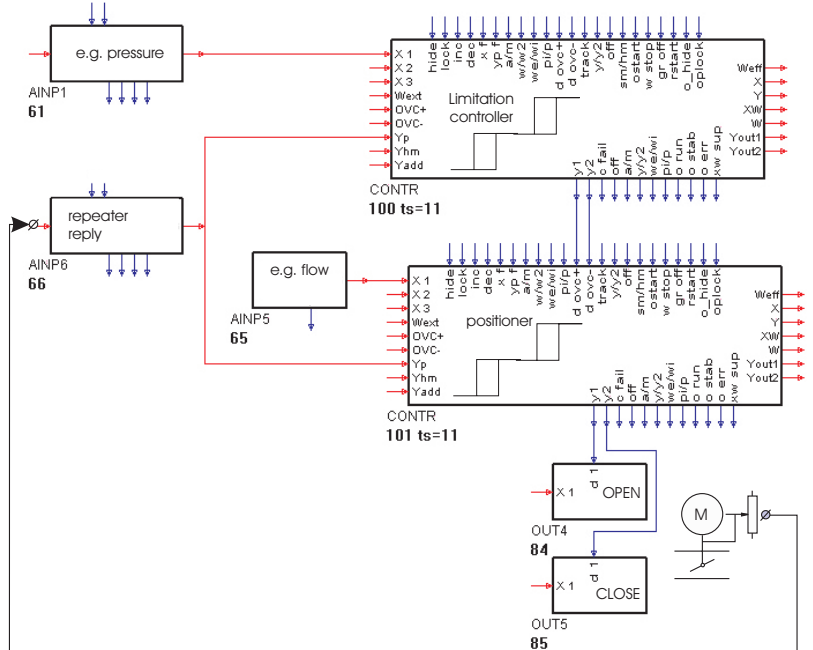 hide lock inc dec x f yp f a/m w/w2 we/wi pi/p d ovc+ d ovc- track y/y2 off sm/hm ostart w stop gr off rstart o_hide oplock
e.g. pressure
AINP1
61
X 1
X 2
X 3
Wext
OVC+
OVC-
Yp
Yhm
Yadd
Limitation
controller
Weff
X
Y
XW
W
Yout1
Yout2
y1 y2 c fail off a/m y/y2 we/wi pi/p o run o stab o err xw sup
CONTR
100 ts=11
repeater
reply
AINP6
66
e.g. flow
AINP5
65
hide lock inc dec x f yp f a/m w/w2 we/wi pi/p d ovc+ d ovc- track y/y2 off sm/hm ostart w stop gr off rstart o_hide oplock
X 1
X 2
X 3
Wext
OVC+
OVC-
Yp
Yhm
Yadd
positioner
Weff
X
Y
XW
W
Yout1
Yout2
y1 y2 c fail off a/m y/y2 we/wi pi/p o run o stab o err xw sup
CONTR
101 ts=11
d 1
X 1
OPEN
OUT4
84
M
d 1
X 1
CLOSE
OUT5
85